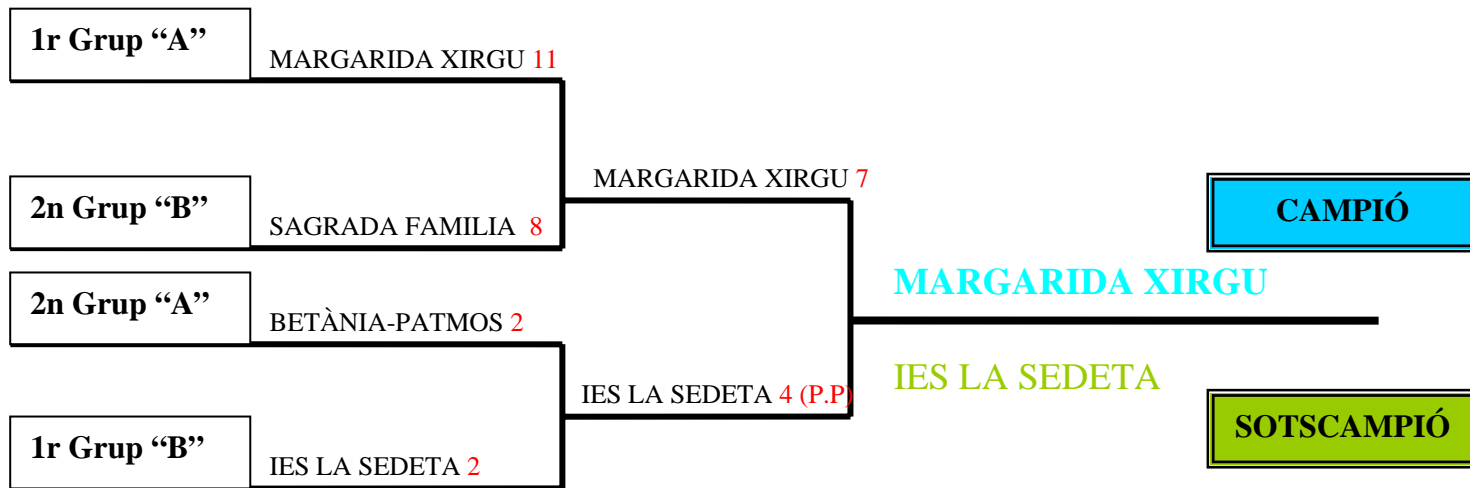 1r Grup “A”
MARGARIDA XIRGU 11
MARGARIDA XIRGU 7
2n Grup “B”
SAGRADA FAMILIA 8
CAMPIÓ
2n Grup “A”
BETÀNIA-PATMOS 2
MARGARIDA XIRGU
IES LA SEDETA
IES LA SEDETA 4 (P.P)
1r Grup “B”
IES LA SEDETA 2
SOTSCAMPIÓ